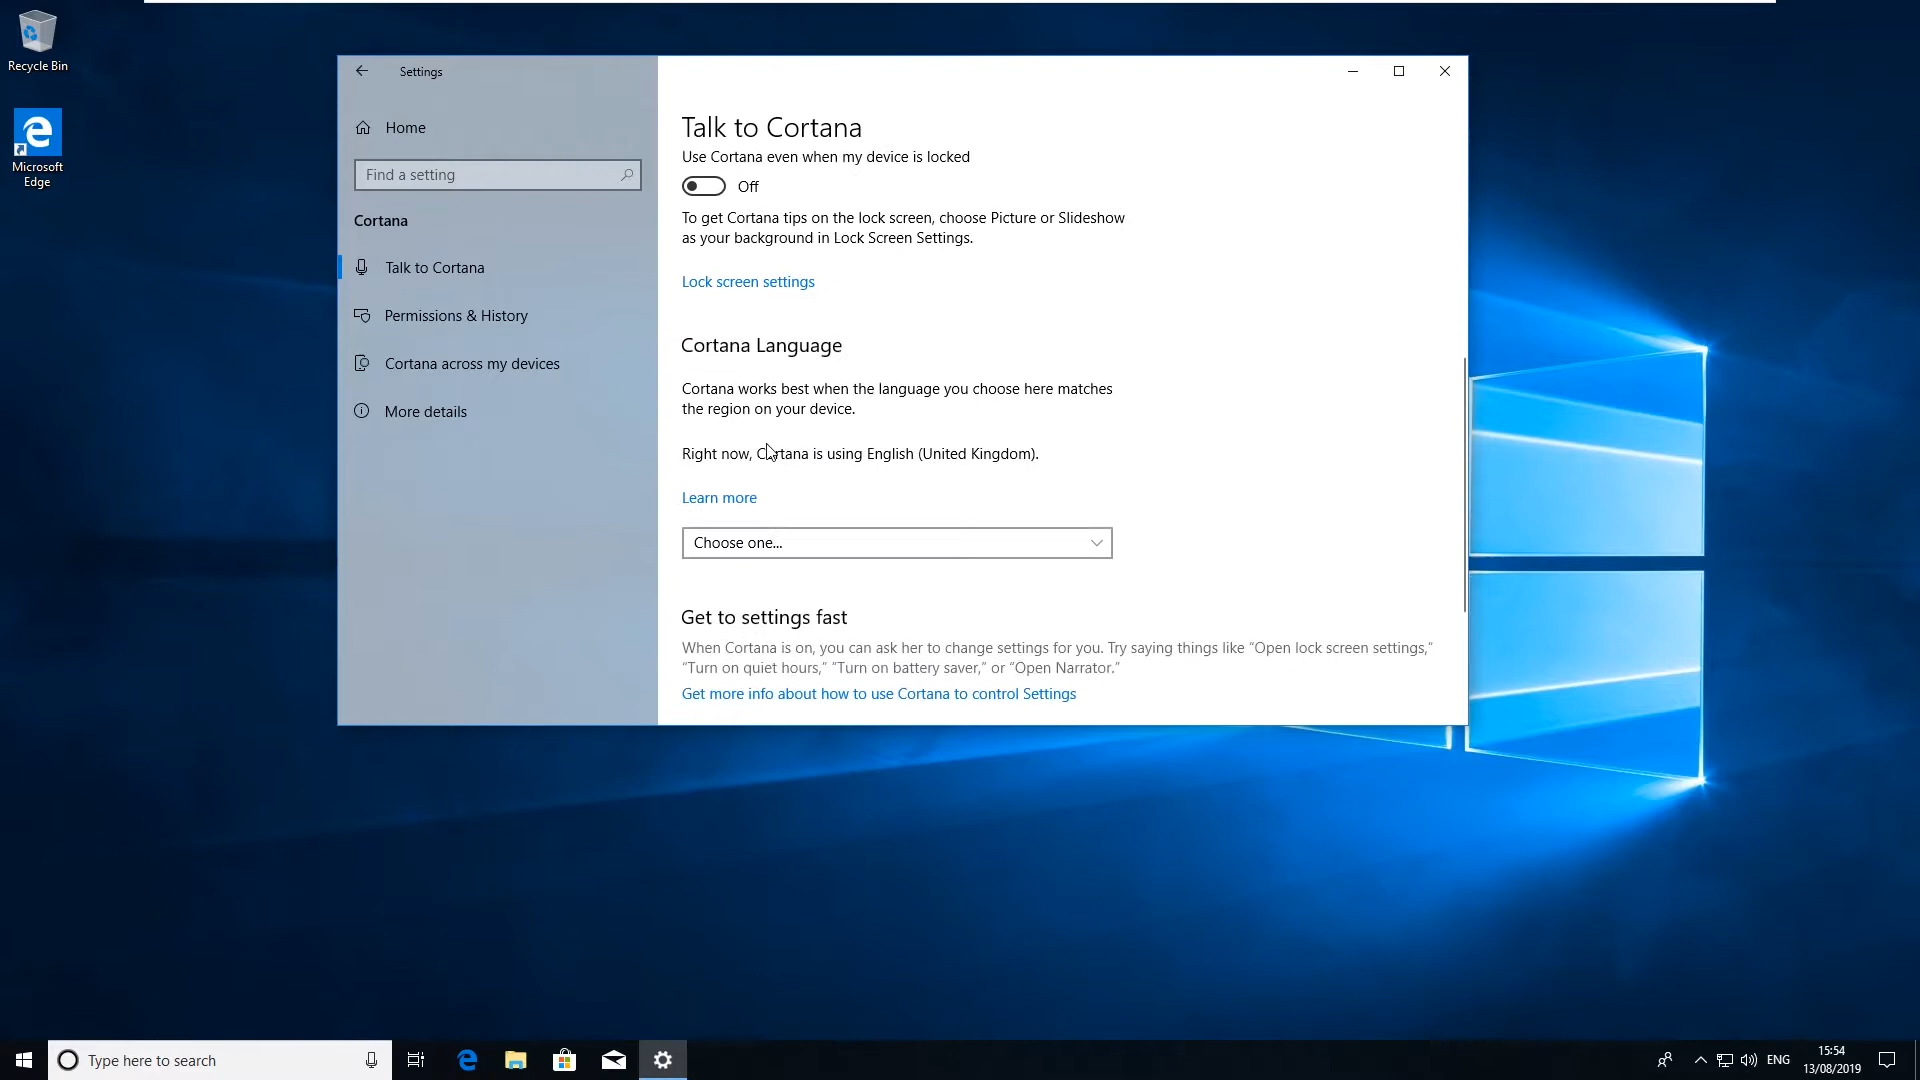 Recycle Bin
Microsoft
Edge
Settings
Home
Find a setting
Cortana
Talk to Cortana
Permissions & History
Cortana across my devices
More details
Talk to Cortana
Use Cortana even when my device is locked
Off
To get Cortana tips on the lock screen, choose Picture or Slideshow
as your background in Lock Screen Settings.
Lock screen settings
Cortana Language
Cortana works best when the language you choose here matches
the region on your device.
Right now, Cortana is using English (United Kingdom).
Learn more
Choose one...
Get to settings fast
When Cortana is on, you can ask her to change settings for you. Try saying things like “Open lock screen settings,”
“Turn on quiet hours,” “Turn on battery saver,” or “Open Narrator.”
Get more info about how to use Cortana to control Settings
Type here to search
ENG
15:54
13/08/2019